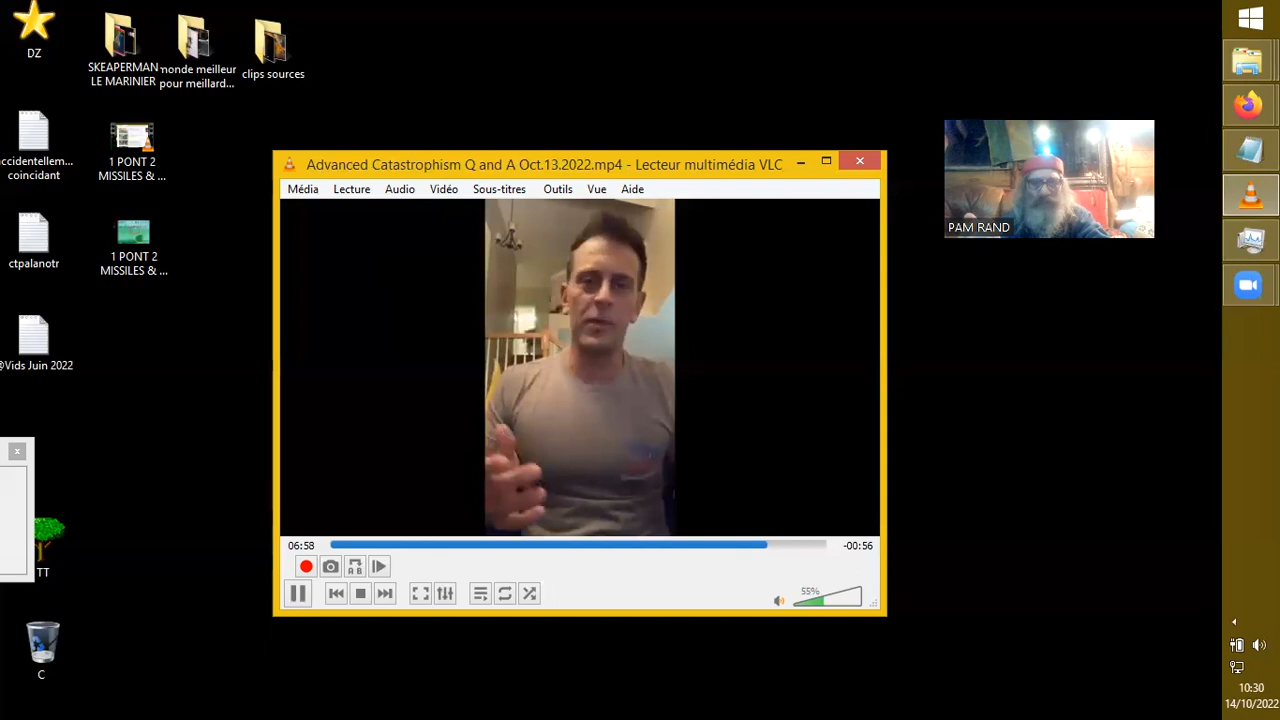 DZ
SKEAPERMAN
LE MARINIER
monde meilleur
pour meillard...
clips sources
accidentellem...
coincidant
1 PONT 2
MISSILES & ...
ctpalanotr
1 PONT 2
MISSILES & ...
@Vids Juin 2022
TT
C
Advanced Catastrophism Q and A Oct.13.2022.mp4 - Lecteur multimédia VLC
Média Lecture Audio Vidéo Sous-titres Outils Vue Aide
06:58
-00:56
A B
55%
PAM RAND
10:30
14/10/2022